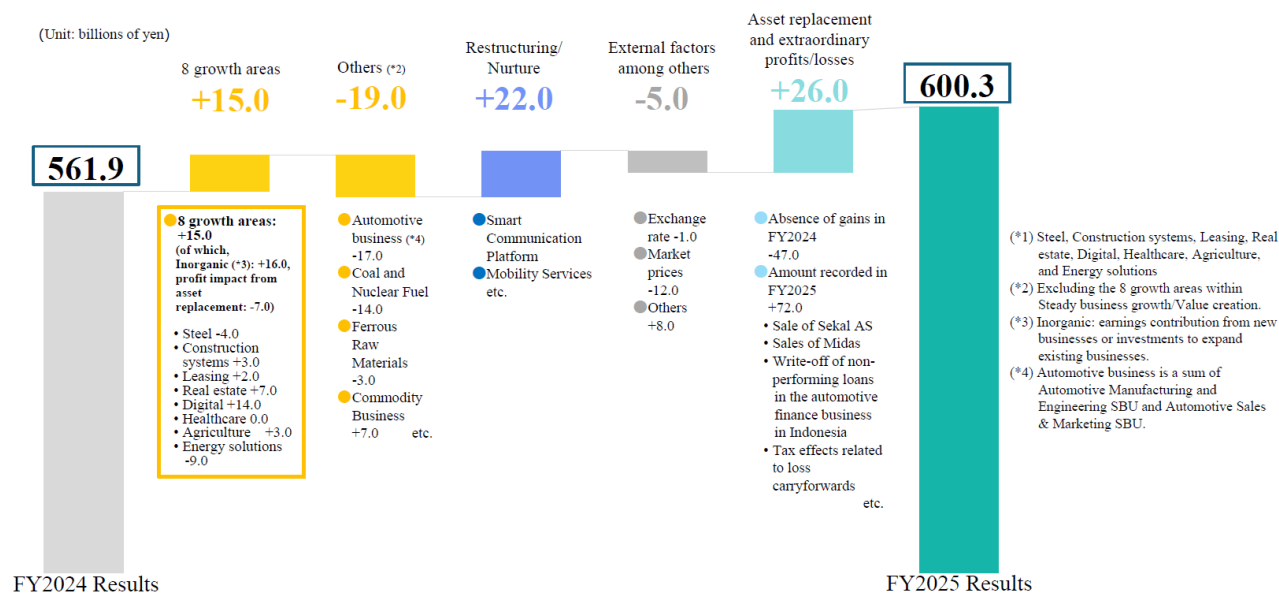 (Unit: billions of yen)
8 growth areas
+15.0
Others (*2)
-19.0
Restructuring/
Nurture
+22.0
External factors
among others
-5.0
Asset replacement
and extraordinary
profits/losses
+26.0
600.3
561.9
8 growth areas:
+15.0
(of which,
Inorganic (*3): +16.0,
profit impact from
asset
replacement: -7.0)
• Steel -4.0
• Construction
systems +3.0
• Leasing +2.0
• Real estate +7.0
• Digital +14.0
• Healthcare 0.0
• Agriculture +3.0
• Energy solutions
-9.0
Automotive
business (*4)
-17.0
Coal and
Nuclear Fuel
-14.0
Ferrous
Raw
Materials
-3.0
Commodity
Business
+7.0 etc.
Smart
Communication
Platform
Mobility Services
etc.
Exchange
rate -1.0
Market
prices
-12.0
Others
+8.0
Absence of gains in
FY2024
-47.0
Amount recorded in
FY2025
+72.0
• Sale of Sekal AS
• Sales of Midas
• Write-off of non-
performing loans
in the automotive
finance business
in Indonesia
• Tax effects related
to loss
carryforwards
etc.
(*1) Steel, Construction systems, Leasing, Real
estate, Digital, Healthcare, Agriculture,
and Energy solutions
(*2) Excluding the 8 growth areas within
Steady business growth/Value creation.
(*3) Inorganic: earnings contribution from new
businesses or investments to expand
existing businesses.
(*4) Automotive business is a sum of
Automotive Manufacturing and
Engineering SBU and Automotive Sales
& Marketing SBU.
FY2024 Results
FY2025 Results